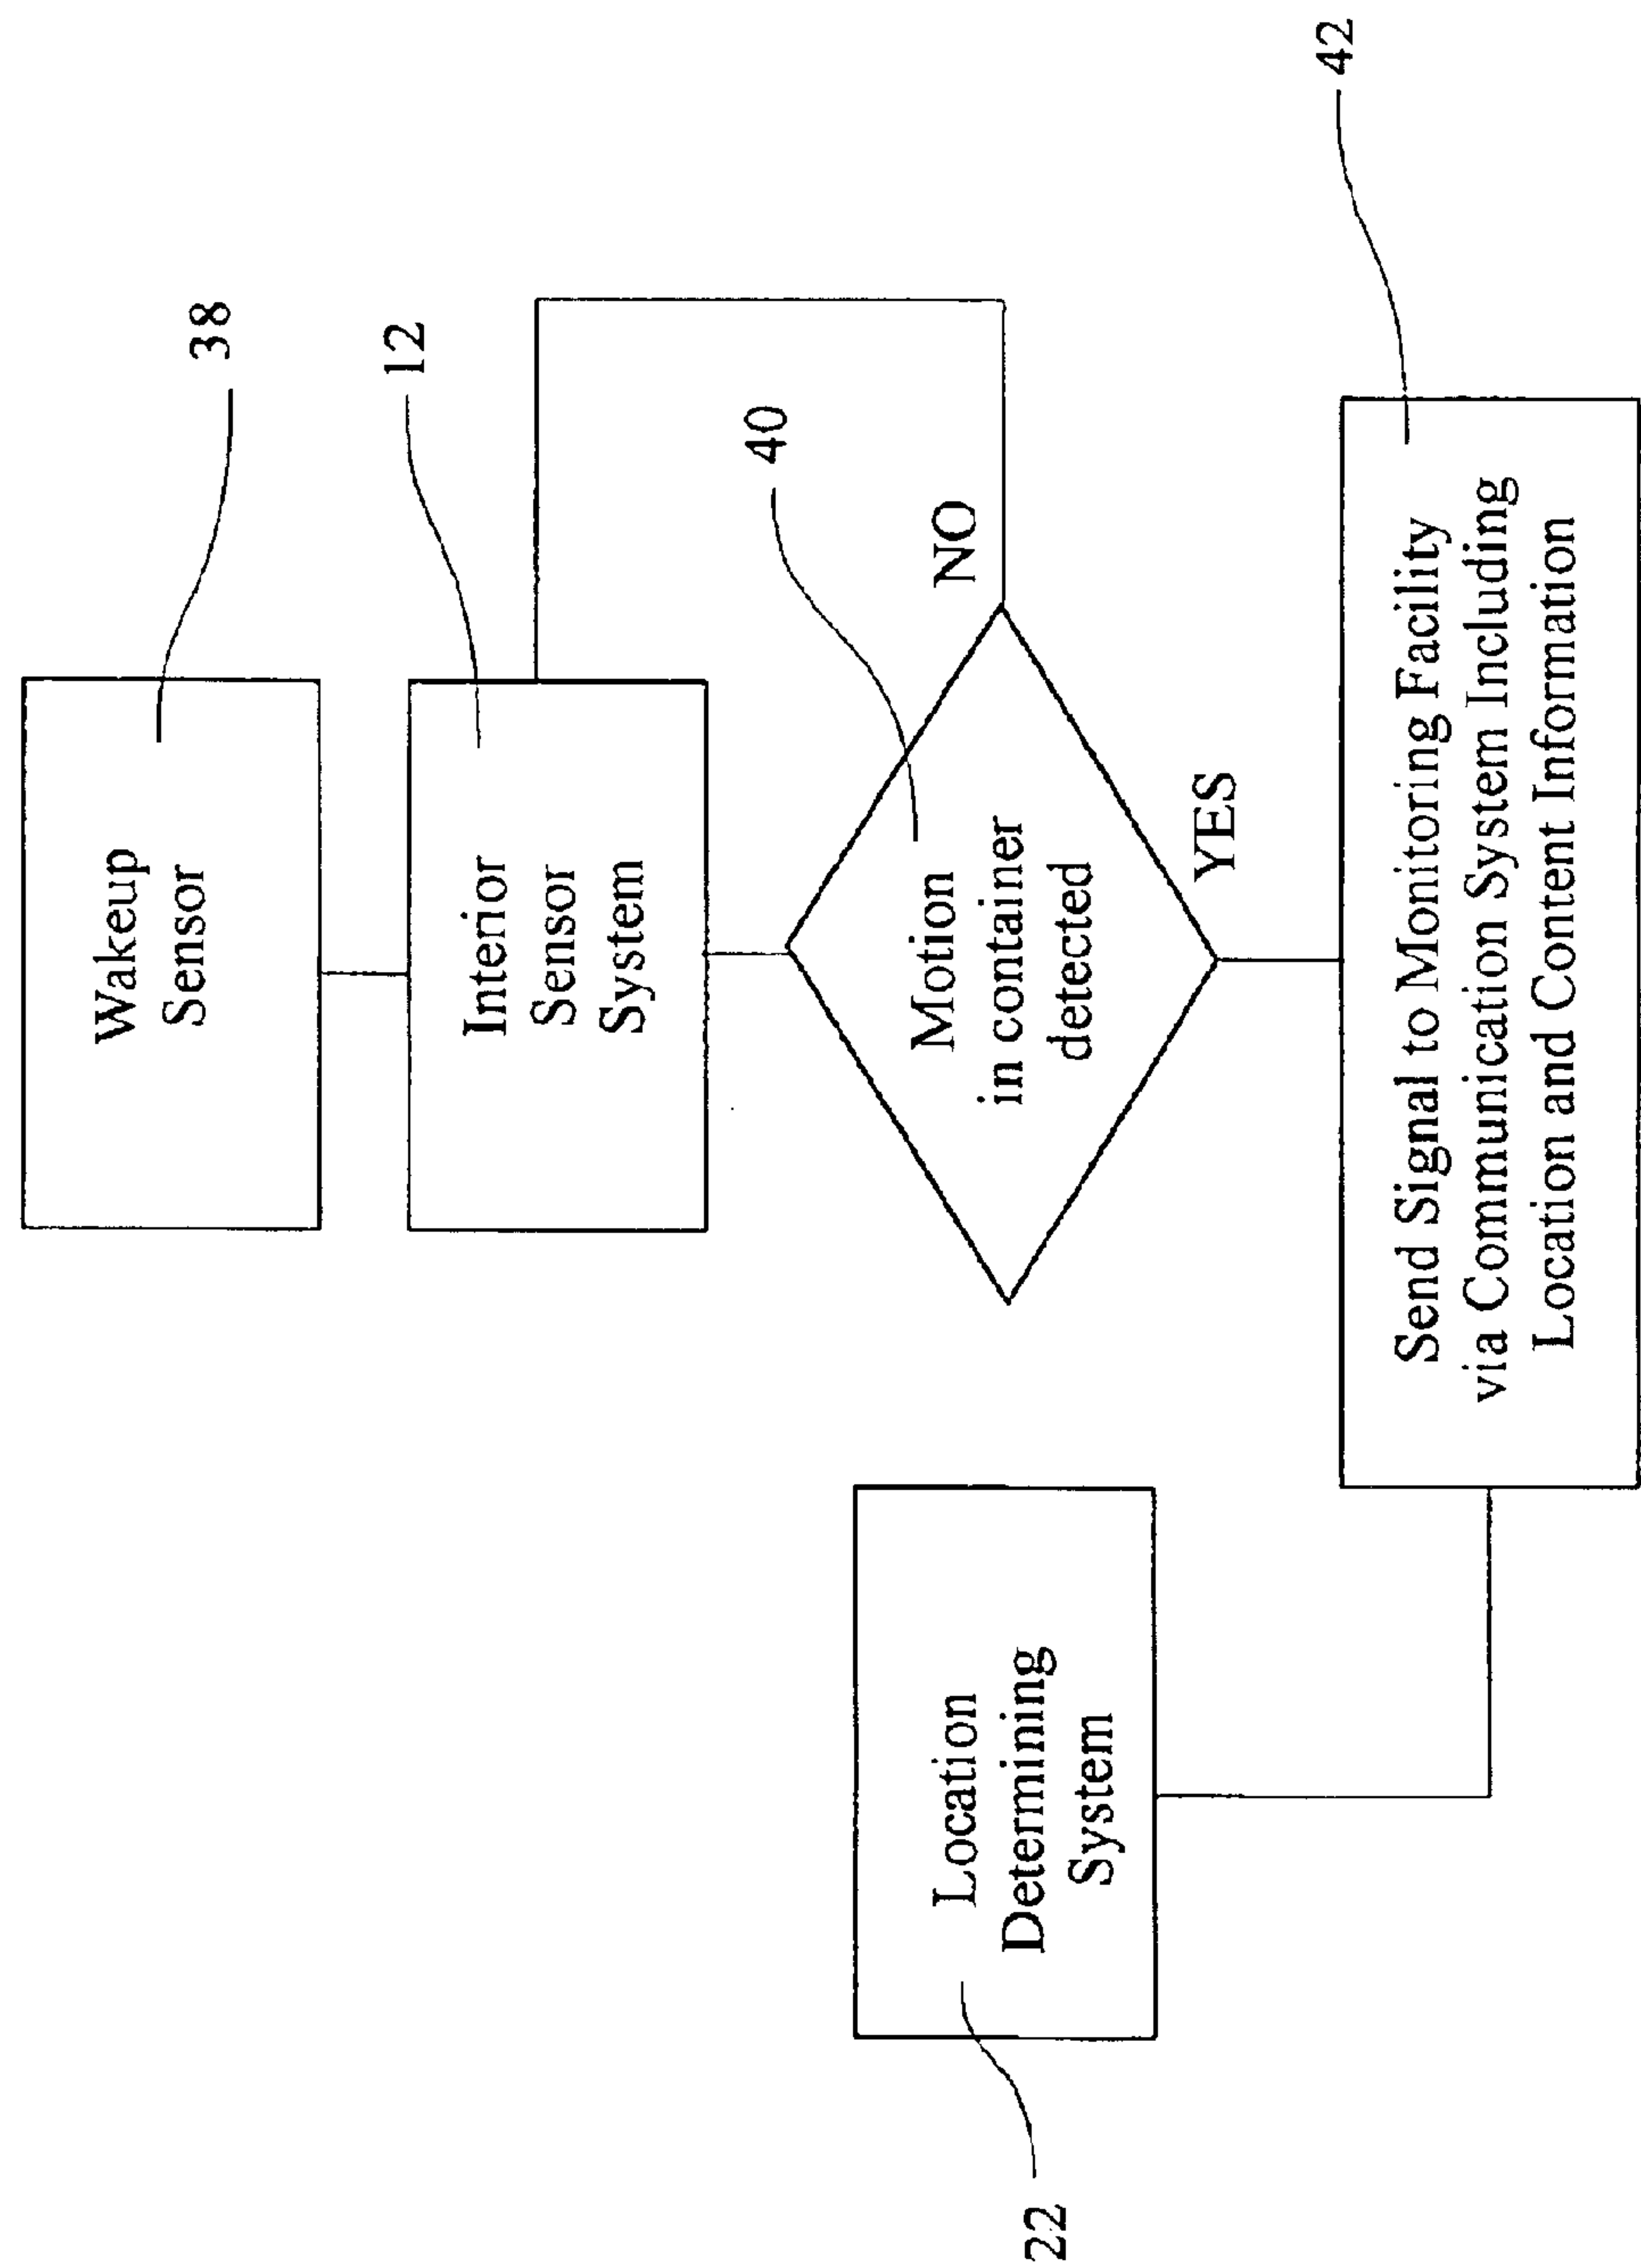 Wakeup
Sensor
38
Interior
Sensor
System
12
Motion
in container
detected
40
NO
YES
Location
Determining
System
22
Send Signal to Monitoring Facility
via Communication System Including
Location and Content Information
42